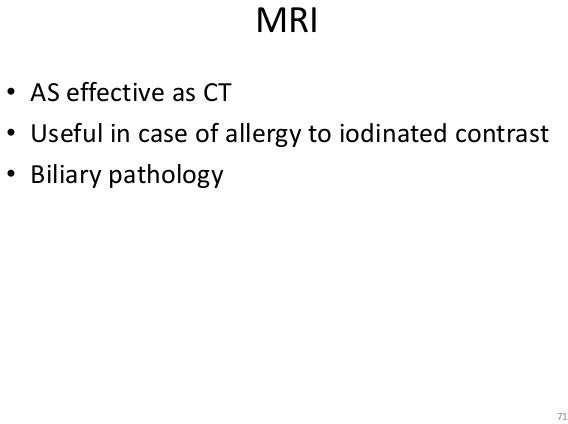 MRI
• AS effective as CT
• Useful in case of allergy to iodinated contrast
• Biliary pathology
71